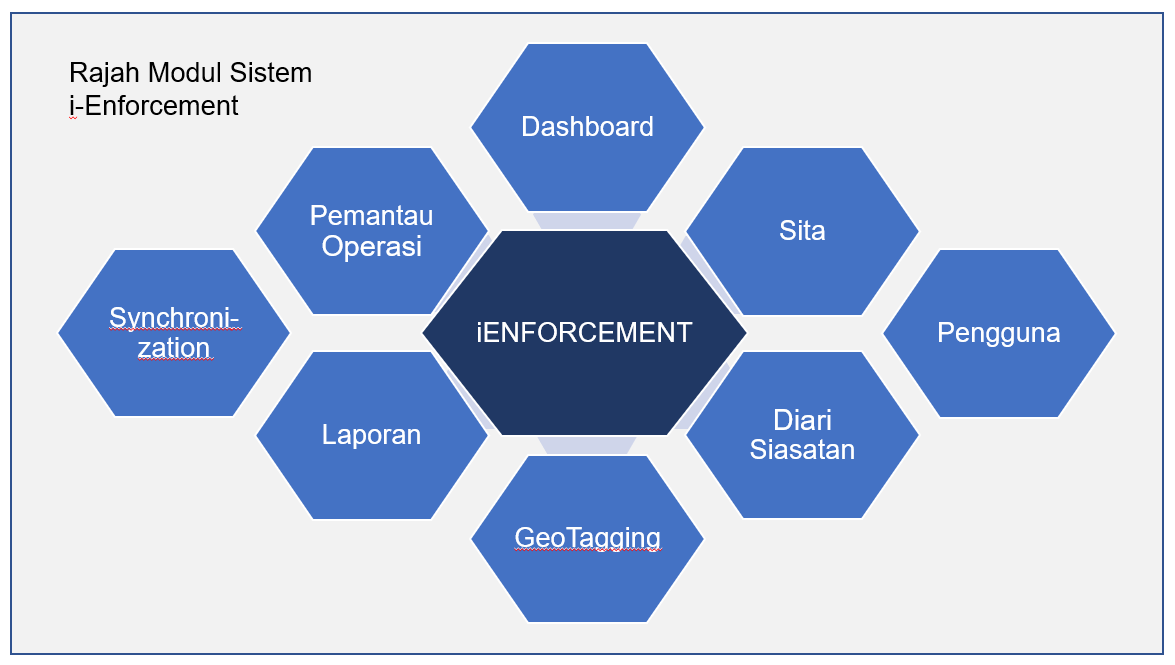 Rajah Modul Sistem
i-Enforcement
Dashboard
Pemantau
Operasi
Sita
Synchroni-
zation
iENFORCEMENT
Pengguna
Laporan
Diari
Siasatan
GeoTagging